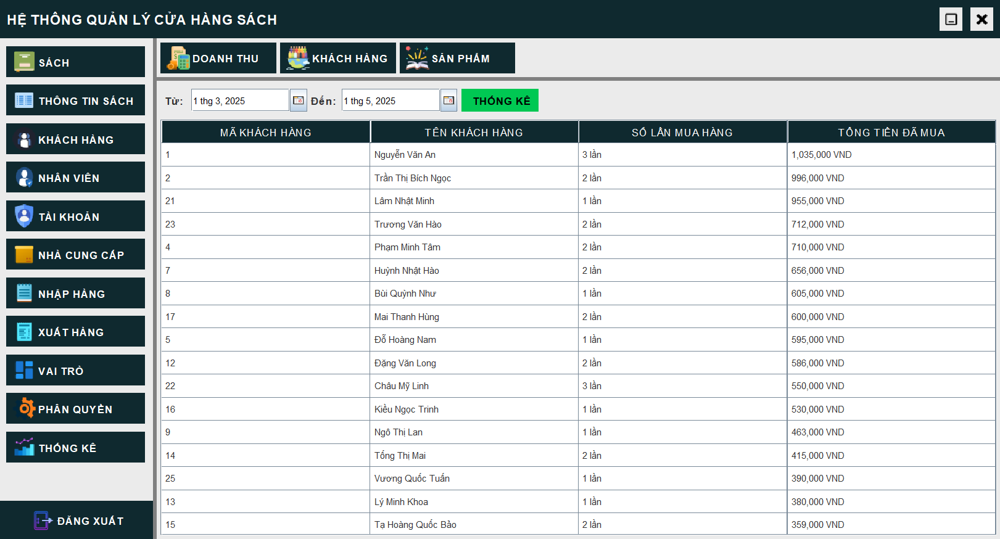 HỆ THỐNG QUẢN LÝ CỬA HÀNG SÁCH
SÁCH
THÔNG TIN SÁCH
KHÁCH HÀNG
NHÂN VIÊN
TÀI KHOẢN
NHÀ CUNG CẤP
NHẬP HÀNG
XUẤT HÀNG
VAI TRÒ
PHÂN QUYỀN
THỐNG KÊ
ĐĂNG XUẤT
DOANH THU KHÁCH HÀNG SẢN PHẨM
Từ: 1 thg 3, 2025 Đến: 1 thg 5, 2025 THỐNG KÊ
MÃ KHÁCH HÀNG TÊN KHÁCH HÀNG SỐ LẦN MUA HÀNG TỔNG TIỀN ĐÃ MUA
1 Nguyễn Văn An 3 lần 1,035,000 VND
2 Trần Thị Bích Ngọc 2 lần 996,000 VND
21 Lâm Nhật Minh 1 lần 955,000 VND
23 Trương Văn Hào 2 lần 712,000 VND
4 Phạm Minh Tâm 2 lần 710,000 VND
7 Huỳnh Nhật Hào 2 lần 656,000 VND
8 Bùi Quỳnh Như 1 lần 605,000 VND
17 Mai Thanh Hùng 2 lần 600,000 VND
5 Đỗ Hoàng Nam 1 lần 595,000 VND
12 Đặng Văn Long 2 lần 586,000 VND
22 Châu Mỹ Linh 3 lần 550,000 VND
16 Kiều Ngọc Trinh 1 lần 530,000 VND
9 Ngô Thị Lan 1 lần 463,000 VND
14 Tống Thị Mai 2 lần 415,000 VND
25 Vương Quốc Tuấn 1 lần 390,000 VND
13 Lý Minh Khoa 1 lần 380,000 VND
15 Tạ Hoàng Quốc Bảo 2 lần 359,000 VND